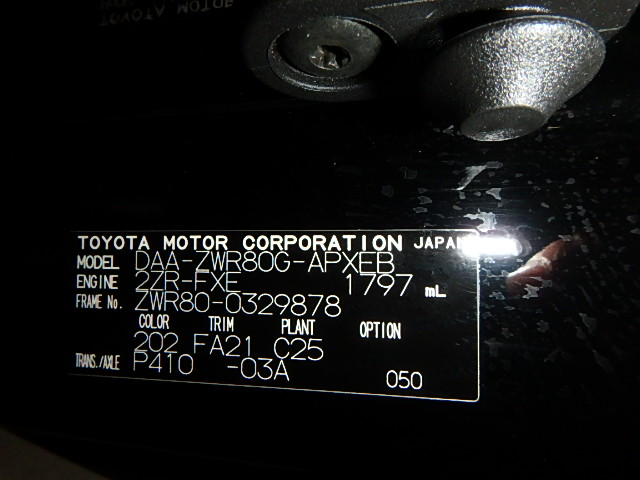 TOYOTA MOTOR CORPORATION JAPAN
MODEL DAA-ZWR80G-APXEB
ENGINE 2ZR-FXE 1797 mL
FRAME No. ZWR80-0329878
COLOR TRIM PLANT OPTION
202 FA21 C25
TRANS./AXLE P410 -03A
050